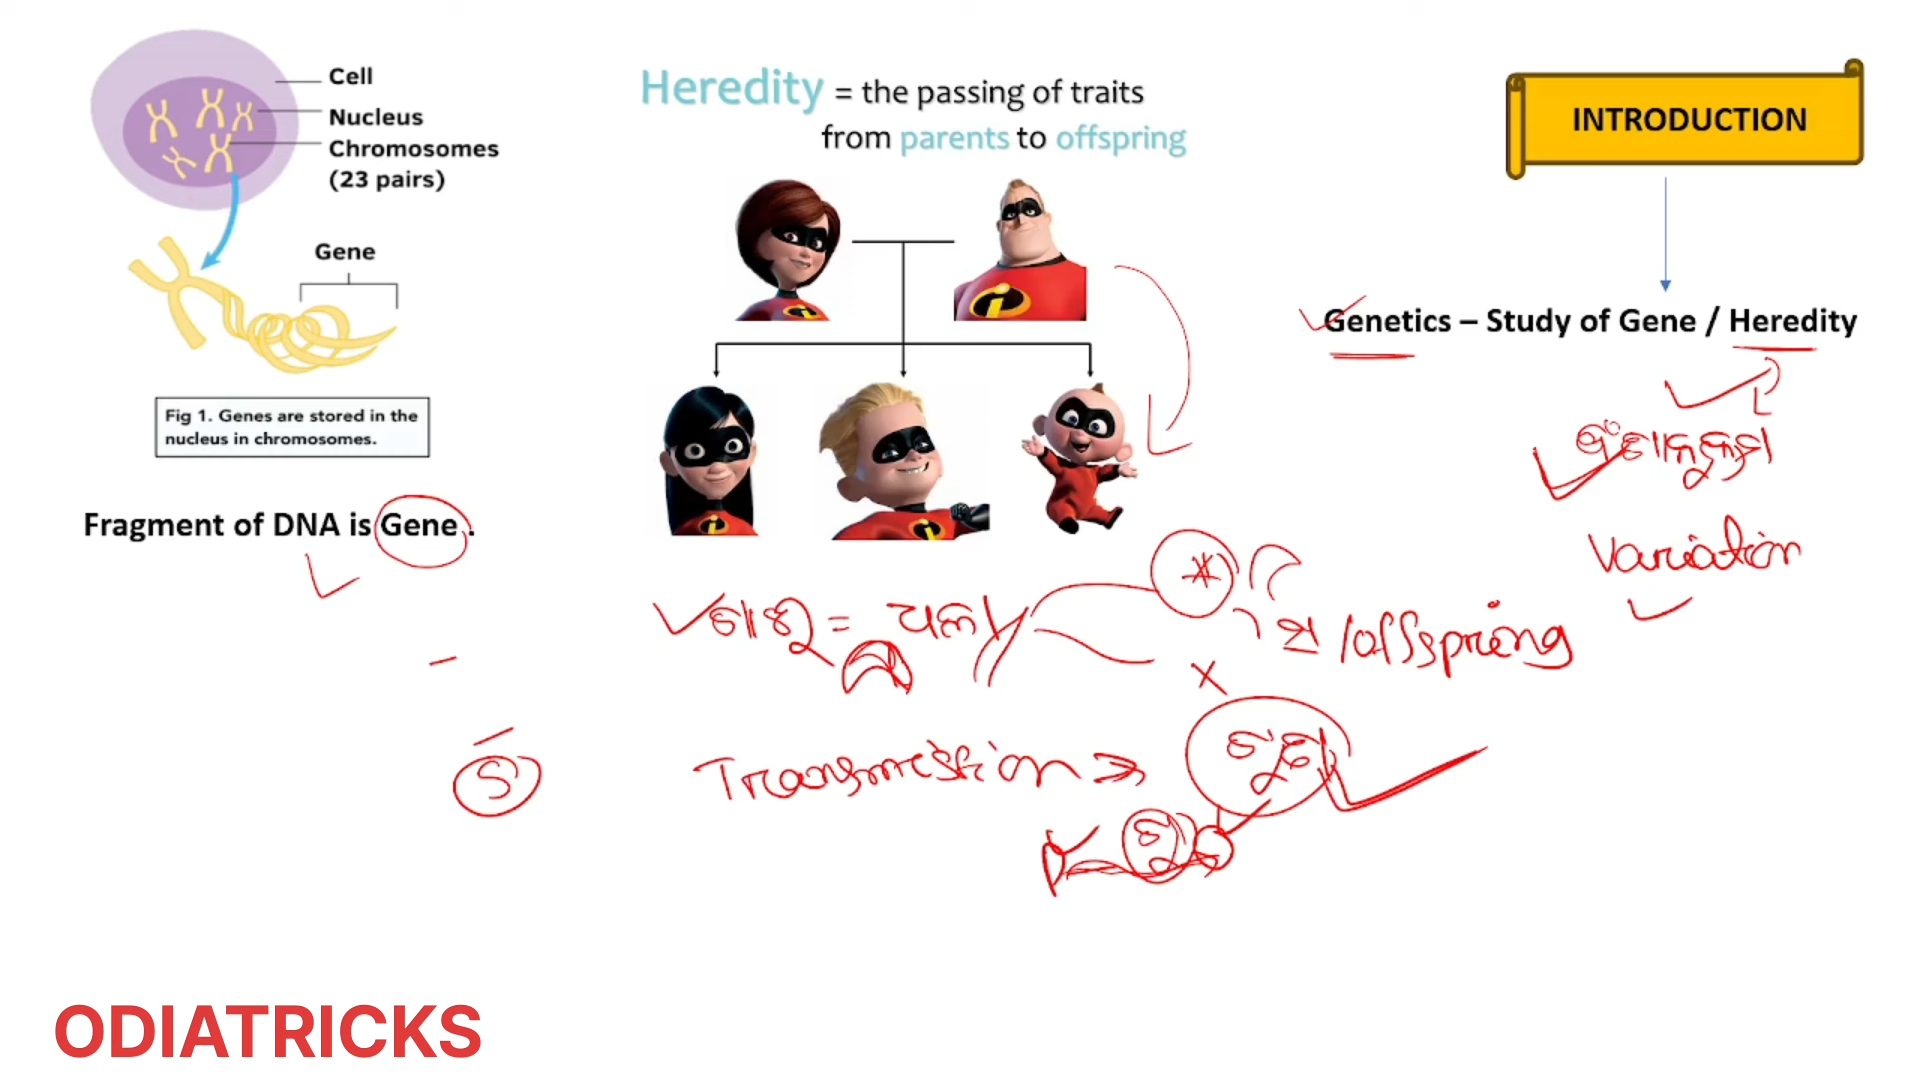 Cell
Nucleus
Chromosomes
(23 pairs)
Gene
Fig 1. Genes are stored in the
nucleus in chromosomes.
Fragment of DNA is Gene .
Heredity = the passing of traits
from parents to offspring
INTRODUCTION
Genetics – Study of Gene / Heredity
Variation
/offspring
Transmission
S
ODIATRICKS